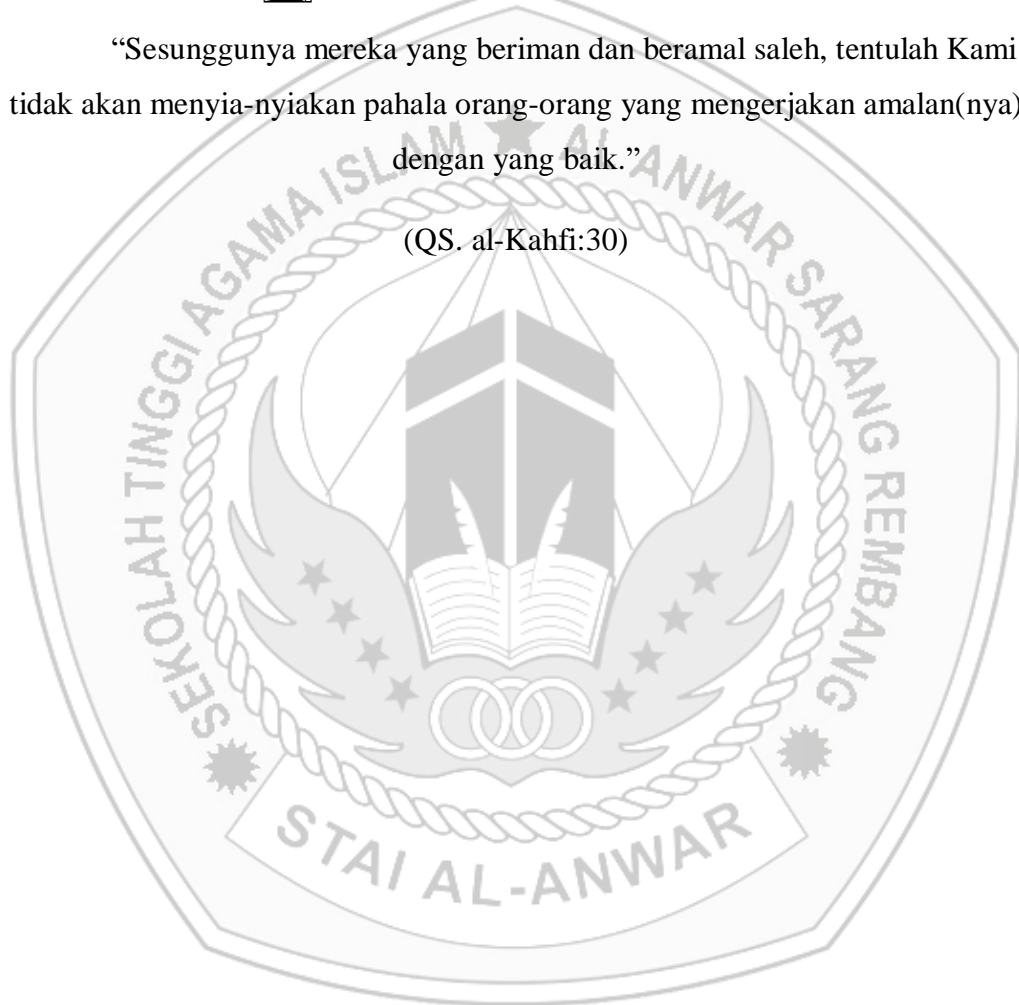 “Sesunggunya mereka yang beriman dan beramal saleh, tentulah Kami
tidak akan menyia-nyiakan pahala orang-orang yang mengerjakan amalan(nya)
dengan yang baik.”
(QS. al-Kahfi:30)
SEKOLAH TINGGI AGAMA ISLAM ★ AL-ANWAR SARANG REMBANG
STAI AL-ANWAR